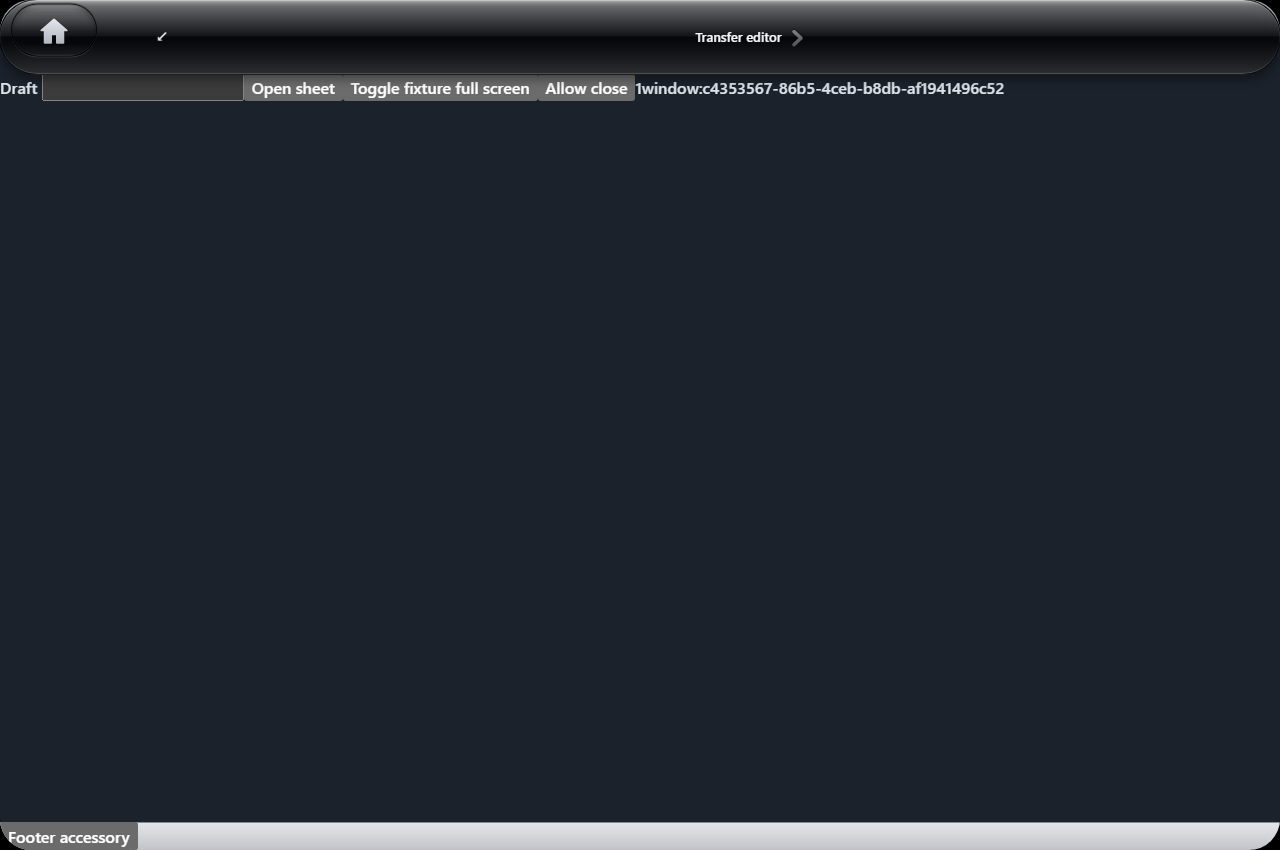 Transfer editor
Draft Open sheet Toggle fixture full screen Allow close 1window:c4353567-86b5-4ceb-b8db-af1941496c52
Footer accessory